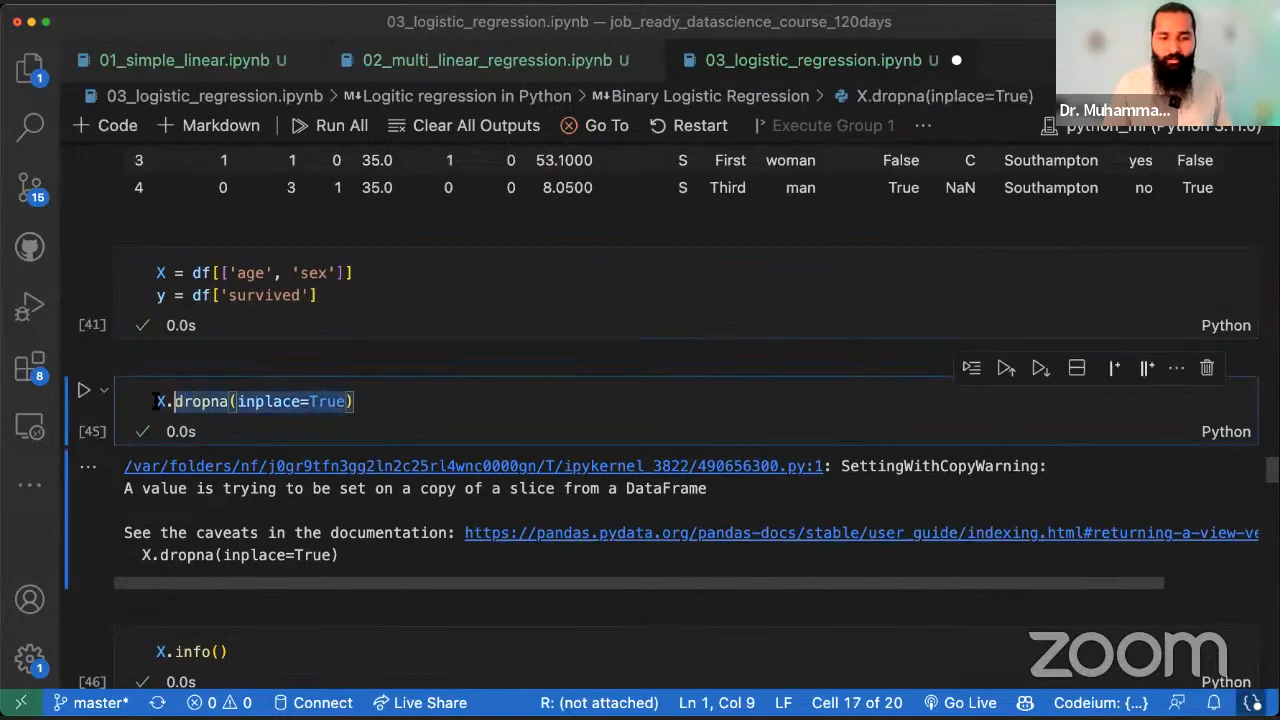 03_logistic_regression.ipynb — job_ready_datascience_course_120days
01_simple_linear.ipynb U
02_multi_linear_regression.ipynb U
03_logistic_regression.ipynb U
Dr. Muhamma...
03_logistic_regression.ipynb > M↓Logitic regression in Python > M↓Binary Logistic Regression > X.dropna(inplace=True)
+ Code + Markdown Run All Clear All Outputs Go To Restart Execute Group 1 ...
3 1 1 0 35.0 1 0 53.1000 S First woman False C Southampton yes False
4 0 3 1 35.0 0 0 8.0500 S Third man True NaN Southampton no True
X = df[['age', 'sex']]
y = df['survived']
[41] 0.0s Python
X.dropna(inplace=True)
[45] 0.0s Python
/var/folders/nf/j0gr9tfn3gg2ln2c25rl4wnc0000gn/T/ipykernel_3822/490656300.py:1: SettingWithCopyWarning:
A value is trying to be set on a copy of a slice from a DataFrame
See the caveats in the documentation: https://pandas.pydata.org/pandas-docs/stable/user_guide/indexing.html#returning-a-view-ve
X.dropna(inplace=True)
X.info()
[46] 0.0s Python
1
15
8
1
zoom
master* 0 0 Connect Live Share R: (not attached) Ln 1, Col 9 LF Cell 17 of 20 Go Live Codeium: {...}